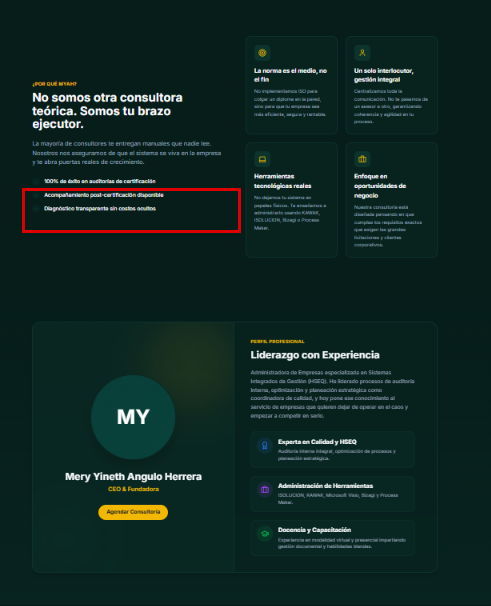 ¿POR QUÉ MYAH?
No somos otra consultora
teórica. Somos tu brazo
ejecutor.
La mayoría de consultores te entregan manuales que nadie lee.
Nosotros nos aseguramos de que el sistema se viva en la empresa
y te abra puertas reales de crecimiento.
100% de éxito en auditorías de certificación
Acompañamiento post-certificación disponible
Diagnóstico transparente sin costos ocultos
La norma es el medio, no
el fin
No implementamos ISO para
colgar un diploma en la pared,
sino para que tu empresa sea
más eficiente, segura y rentable.
Un solo interlocutor,
gestión integral
Centralizamos toda la
comunicación. No te pasamos de
un asesor a otro, garantizando
coherencia y agilidad en tu
proceso.
Herramientas
tecnológicas reales
No dejamos tu sistema en
papeles físicos. Te enseñamos a
administrarlo usando KAWAK,
ISOLUCION, Bizagi o Process
Maker.
Enfoque en
oportunidades de
negocio
Nuestra consultoría está
diseñada pensando en que
cumplas los requisitos exactos
que exigen las grandes
licitaciones y clientes
corporativos.
MY
Mery Yineth Angulo Herrera
CEO & Fundadora
Agendar Consultoría
PERFIL PROFESIONAL
Liderazgo con Experiencia
Administradora de Empresas especializada en Sistemas
Integrados de Gestión (HSEQ). Ha liderado procesos de auditoría
interna, optimización y planeación estratégica como
coordinadora de calidad, y hoy pone ese conocimiento al
servicio de empresas que quieren dejar de operar en el caos y
empezar a competir en serio.
Experta en Calidad y HSEQ
Auditoría interna integral, optimización de procesos y
planeación estratégica.
Administración de Herramientas
ISOLUCION, KAWAK, Microsoft Visio, Bizagi y Process
Maker.
Docencia y Capacitación
Experiencia en modalidad virtual y presencial impartiendo
gestión documental y habilidades blandas.